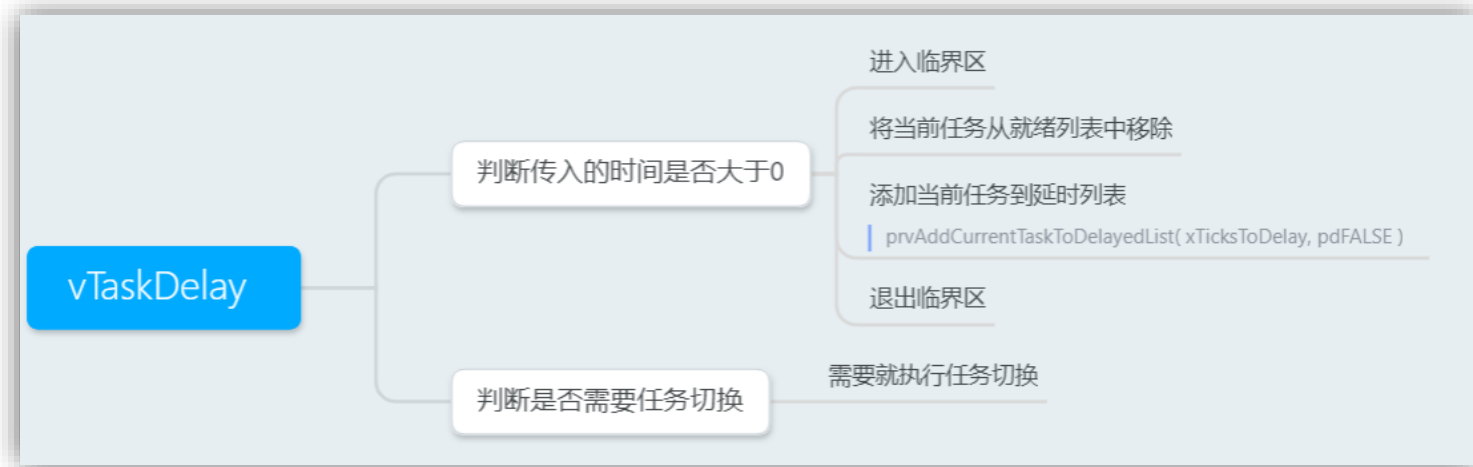 vTaskDelay
判断传入的时间是否大于0
进入临界区
将当前任务从就绪列表中移除
添加当前任务到延时列表
prvAddCurrentTaskToDelayedList( xTicksToDelay, pdFALSE )
退出临界区
判断是否需要任务切换
需要就执行任务切换